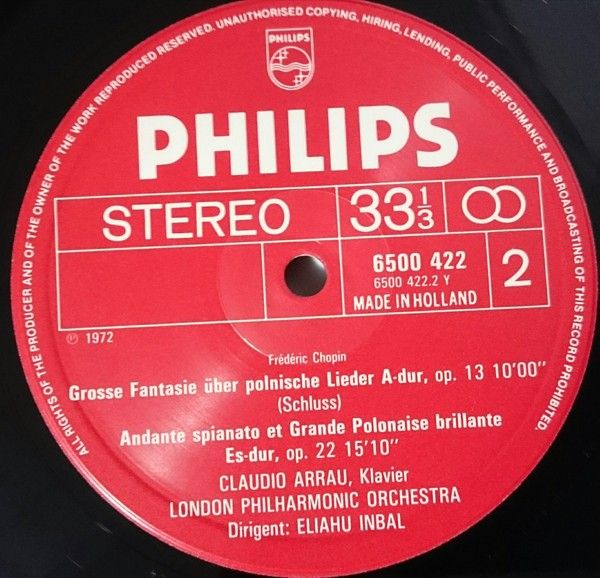 ALL RIGHTS OF THE PRODUCER AND OF THE OWNER OF THE WORK REPRODUCED RESERVED. UNAUTHORISED COPYING, HIRING, LENDING, PUBLIC PERFORMANCE AND BROADCASTING OF THIS RECORD PROHIBITED.
PHILIPS
PHILIPS
STEREO
33 1/3
6500 422
6500 422.2 Y
MADE IN HOLLAND
2
℗ 1972
Frédéric Chopin
Grosse Fantasie über polnische Lieder A-dur, op. 13 10'00"
(Schluss)
Andante spianato et Grande Polonaise brillante
Es-dur, op. 22 15'10"
CLAUDIO ARRAU, Klavier
LONDON PHILHARMONIC ORCHESTRA
Dirigent: ELIAHU INBAL